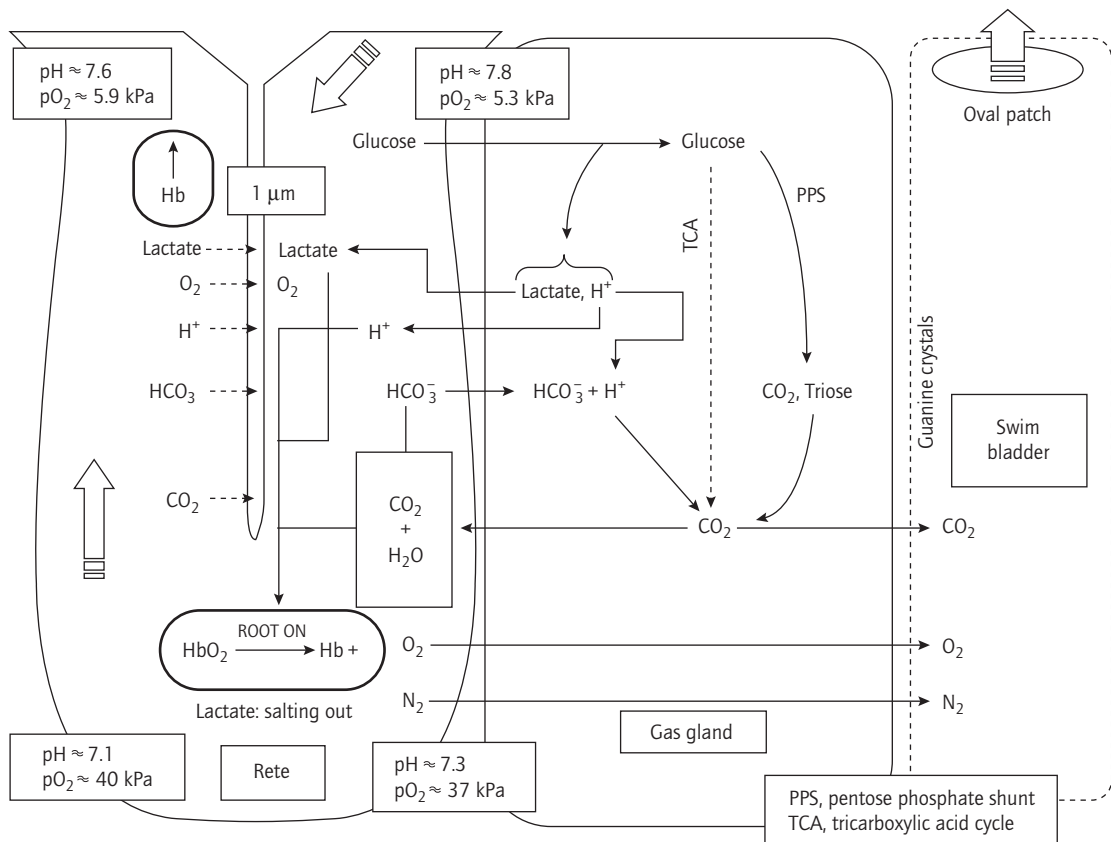 pH ≈ 7.6
pO₂ ≈ 5.9 kPa
pH ≈ 7.8
pO₂ ≈ 5.3 kPa
Oval patch
Glucose
Glucose
Hb
1 µm
PPS
TCA
Lactate
Lactate
O₂
O₂
Lactate, H⁺
H⁺
H⁺
HCO₃
HCO₃⁻
HCO₃⁻ + H⁺
CO₂, Triose
Guanine crystals
Swim
bladder
CO₂
CO₂
+
H₂O
CO₂
CO₂
ROOT ON
HbO₂
Hb +
O₂
O₂
Lactate: salting out
N₂
N₂
Gas gland
pH ≈ 7.1
pO₂ ≈ 40 kPa
Rete
pH ≈ 7.3
pO₂ ≈ 37 kPa
PPS, pentose phosphate shunt
TCA, tricarboxylic acid cycle